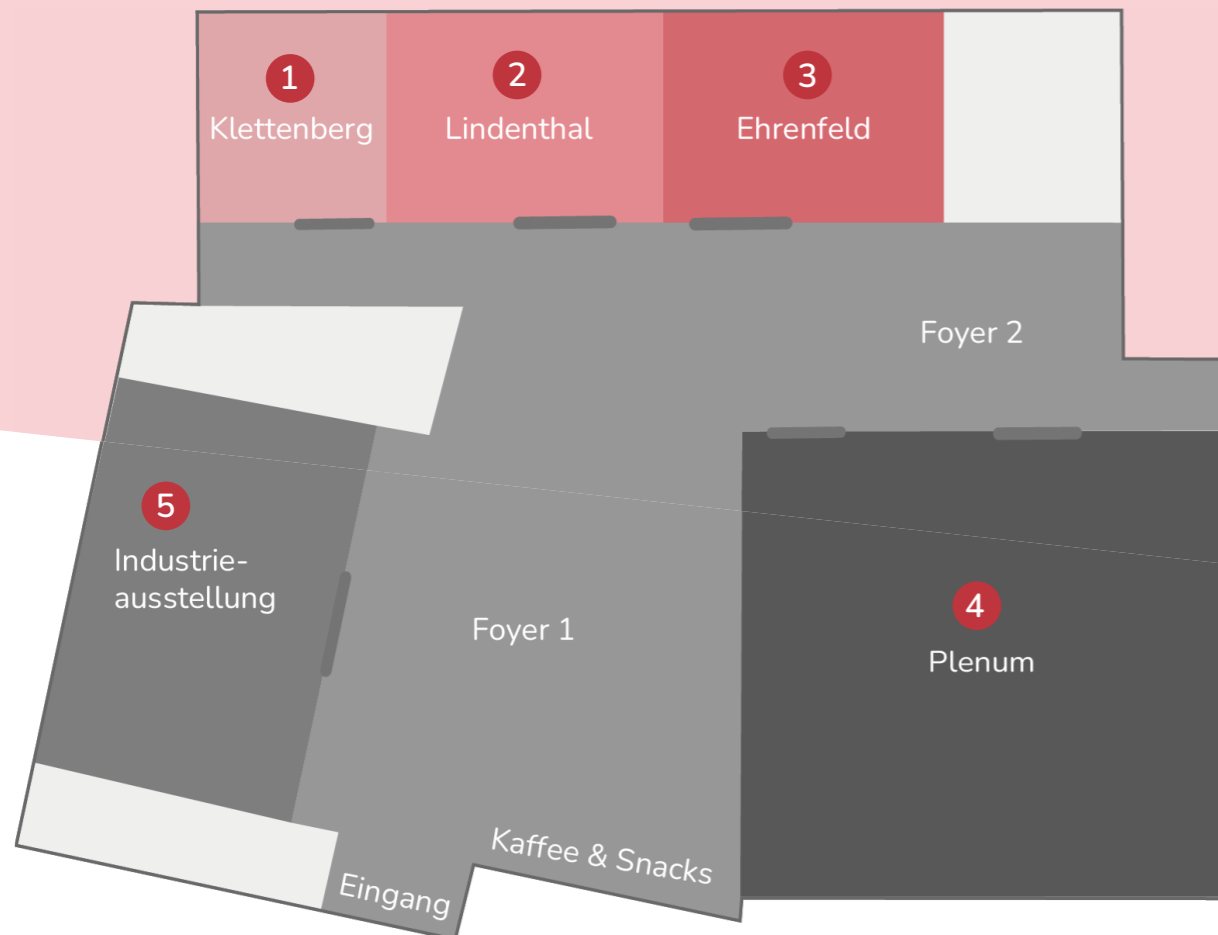 1
Klettenberg
2
Lindenthal
3
Ehrenfeld
Foyer 2
5
Industrie-
ausstellung
Foyer 1
4
Plenum
Kaffee & Snacks
Eingang